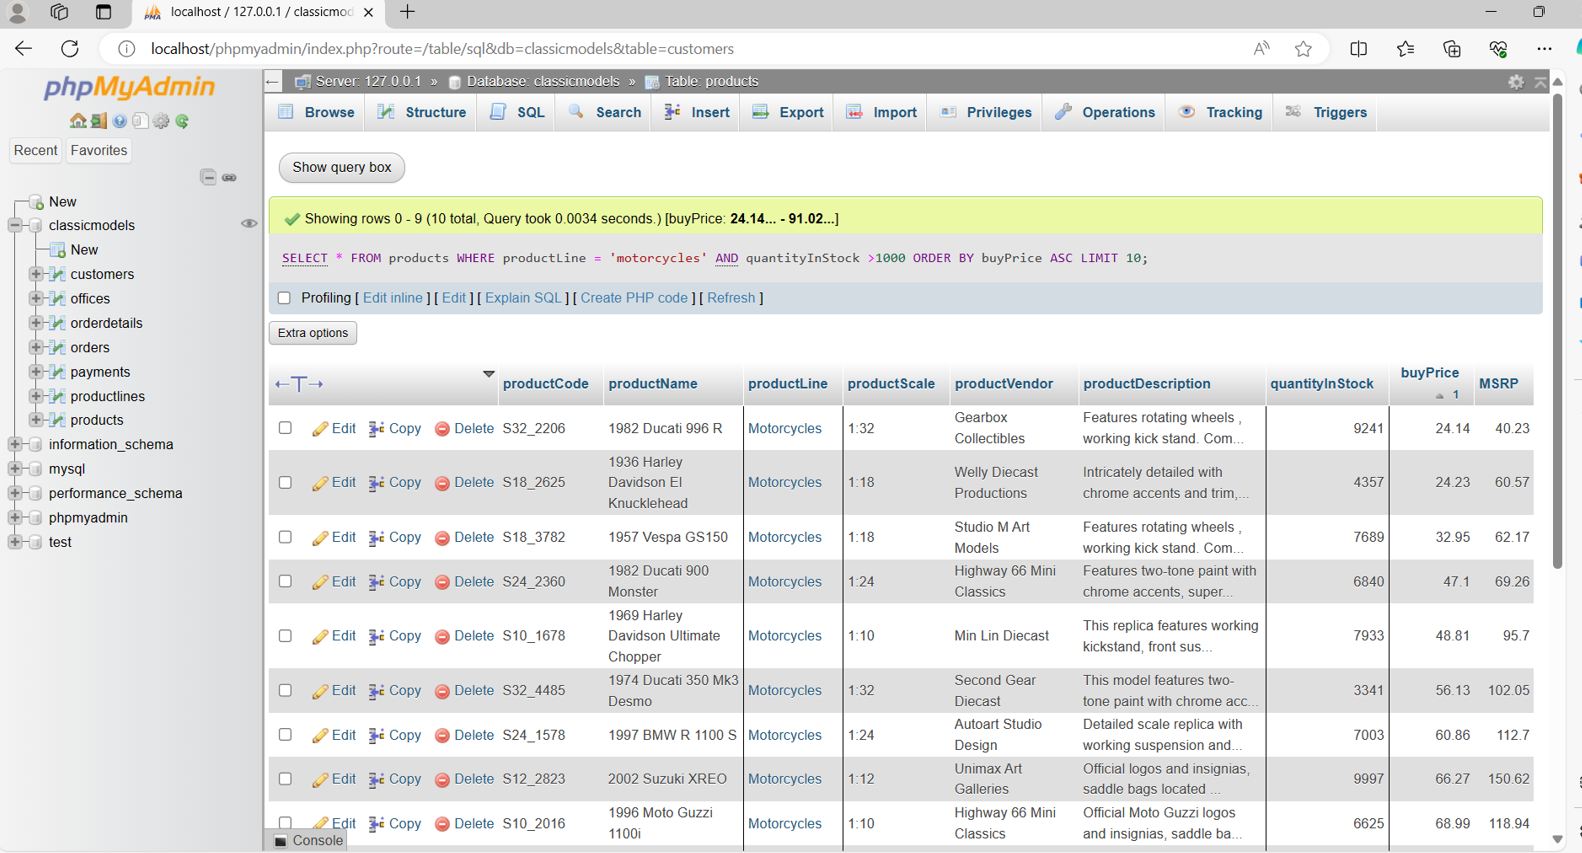 localhost / 127.0.0.1 / classicmod
localhost/phpmyadmin/index.php?route=/table/sql&db=classicmodels&table=customers
phpMyAdmin
Recent Favorites
New
classicmodels
New
customers
offices
orderdetails
orders
payments
productlines
products
information_schema
mysql
performance_schema
phpmyadmin
test
Server: 127.0.0.1 » Database: classicmodels » Table: products
Browse Structure SQL Search Insert Export Import Privileges Operations Tracking Triggers
Show query box
Showing rows 0 - 9 (10 total, Query took 0.0034 seconds.) [buyPrice: 24.14... - 91.02...]
SELECT * FROM products WHERE productLine = 'motorcycles' AND quantityInStock >1000 ORDER BY buyPrice ASC LIMIT 10;
Profiling [ Edit inline ] [ Edit ] [ Explain SQL ] [ Create PHP code ] [ Refresh ]
Extra options
←T→ productCode productName productLine productScale productVendor productDescription quantityInStock buyPrice 1 MSRP
Edit Copy Delete S32_2206 1982 Ducati 996 R Motorcycles 1:32 Gearbox Collectibles Features rotating wheels , working kick stand. Com... 9241 24.14 40.23
Edit Copy Delete S18_2625 1936 Harley Davidson El Knucklehead Motorcycles 1:18 Welly Diecast Productions Intricately detailed with chrome accents and trim,... 4357 24.23 60.57
Edit Copy Delete S18_3782 1957 Vespa GS150 Motorcycles 1:18 Studio M Art Models Features rotating wheels , working kick stand. Com... 7689 32.95 62.17
Edit Copy Delete S24_2360 1982 Ducati 900 Monster Motorcycles 1:24 Highway 66 Mini Classics Features two-tone paint with chrome accents, super... 6840 47.1 69.26
Edit Copy Delete S10_1678 1969 Harley Davidson Ultimate Chopper Motorcycles 1:10 Min Lin Diecast This replica features working kickstand, front sus... 7933 48.81 95.7
Edit Copy Delete S32_4485 1974 Ducati 350 Mk3 Desmo Motorcycles 1:32 Second Gear Diecast This model features two-tone paint with chrome acc... 3341 56.13 102.05
Edit Copy Delete S24_1578 1997 BMW R 1100 S Motorcycles 1:24 Autoart Studio Design Detailed scale replica with working suspension and... 7003 60.86 112.7
Edit Copy Delete S12_2823 2002 Suzuki XREO Motorcycles 1:12 Unimax Art Galleries Official logos and insignias, saddle bags located ... 9997 66.27 150.62
Edit Copy Delete S10_2016 1996 Moto Guzzi 1100i Motorcycles 1:10 Highway 66 Mini Classics Official Moto Guzzi logos and insignias, saddle ba... 6625 68.99 118.94
Console